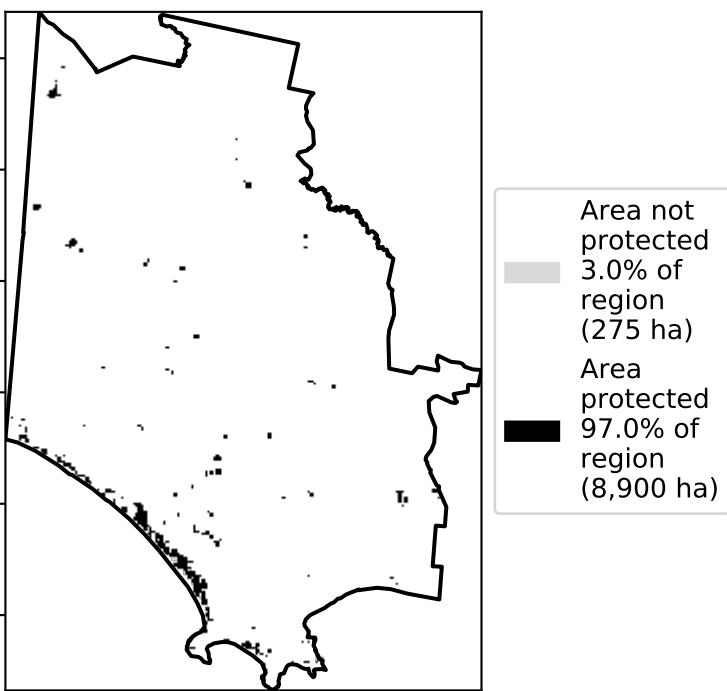 Area not
protected
3.0% of
region
(275 ha)
Area
protected
97.0% of
region
(8,900 ha)